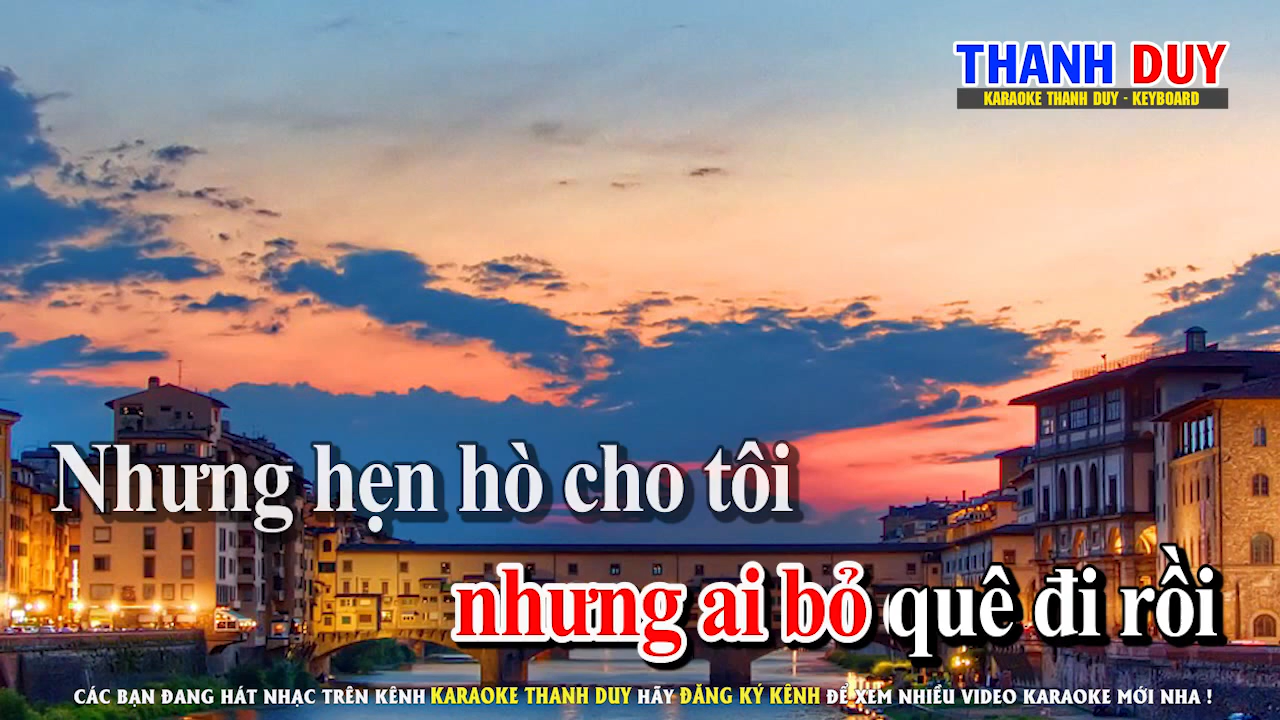 THANH DUY
KARAOKE THANH DUY - KEYBOARD
Nhưng hẹn hò cho tôi
nhưng ai bỏ quê đi rồi
CÁC BẠN ĐANG HÁT NHẠC TRÊN KÊNH KARAOKE THANH DUY HÃY ĐĂNG KÝ KÊNH ĐỂ XEM NHIỀU VIDEO KARAOKE MỚI NHA !